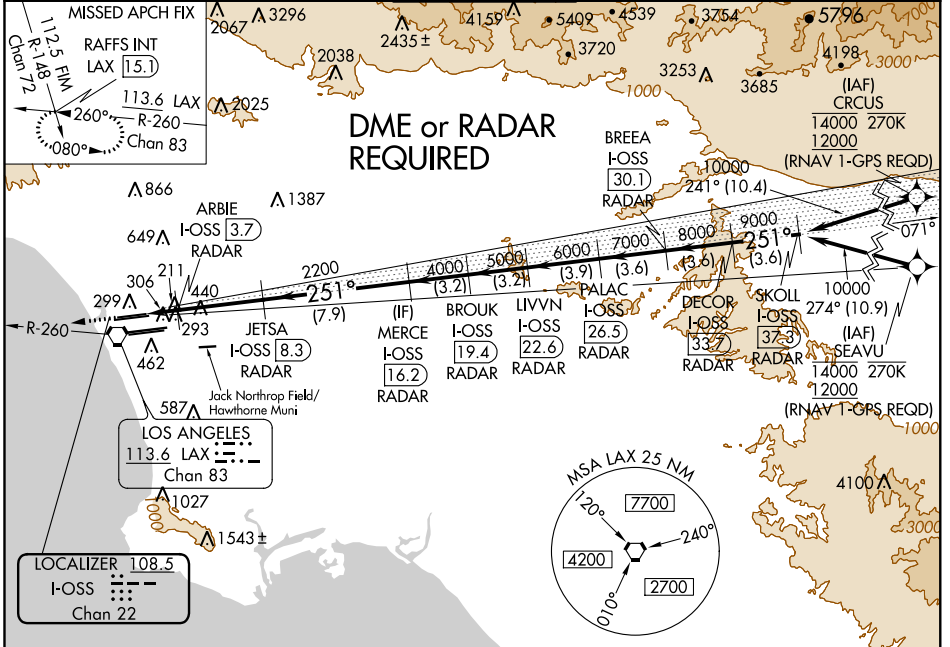 MISSED APCH FIX
112.5 FIM
R-148
Chan 72
RAFFS INT
LAX 15.1
113.6 LAX
260°
R-260
Chan 83
080°
2067
3296
2435±
4159
5409
4539
3754
5796
3720
2038
3253
3685
4198
3000
1000
2025
DME or RADAR
REQUIRED
(IAF)
CRCUS
14000 270K
12000
(RNAV 1-GPS REQD)
BREEA
I-OSS
30.1
RADAR
10000
241° (10.4)
071°
866
1387
649
ARBIE
I-OSS 3.7
RADAR
306
211
440
299
293
462
R-260
2200
251°
(7.9)
4000
(3.2)
5000
(3.2)
6000
(3.9)
7000
(3.6)
8000
(3.6)
9000
251°
(3.6)
10000
274° (10.9)
JETSA
I-OSS 8.3
RADAR
(IF)
MERCE
I-OSS
16.2
RADAR
BROUK
I-OSS
19.4
RADAR
LIVVN
I-OSS
22.6
RADAR
PALAC
I-OSS
26.5
RADAR
DECOR
I-OSS
33.7
RADAR
SKOLL
I-OSS
37.3
RADAR
(IAF)
SEAVU
14000 270K
12000
(RNAV 1-GPS REQD)
Jack Northrop Field/
Hawthorne Muni
587
LOS ANGELES
113.6 LAX
Chan 83
1027
1543±
LOCALIZER 108.5
I-OSS
Chan 22
MSA LAX 25 NM
120°
7700
240°
4200
2700
010°
1000
4100
3000